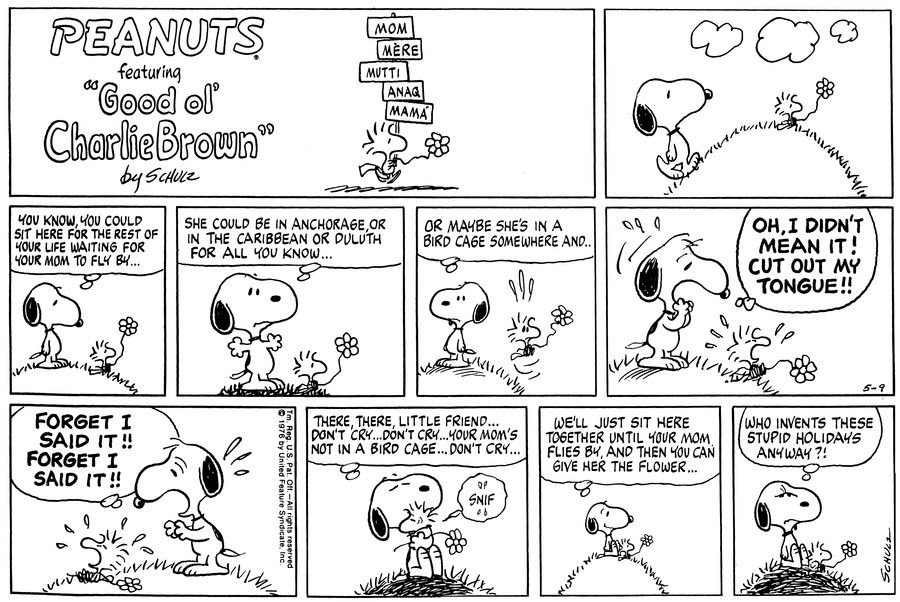 PEANUTS
featuring
"Good ol'
Charlie Brown"
by SCHULZ
MOM
MÈRE
MUTTI
ANAQ
MAMÁ
YOU KNOW, YOU COULD
SIT HERE FOR THE REST OF
YOUR LIFE WAITING FOR
YOUR MOM TO FLY BY...
SHE COULD BE IN ANCHORAGE, OR
IN THE CARIBBEAN OR DULUTH
FOR ALL YOU KNOW...
OR MAYBE SHE'S IN A
BIRD CAGE SOMEWHERE AND..
OH, I DIDN'T
MEAN IT!
CUT OUT MY
TONGUE!!
5-9
FORGET I
SAID IT!!
FORGET I
SAID IT!!
Tm. Reg. U.S. Pat. Off.—All rights reserved
© 1976 by United Feature Syndicate, Inc.
THERE, THERE, LITTLE FRIEND...
DON'T CRY...DON'T CRY...YOUR MOM'S
NOT IN A BIRD CAGE...DON'T CRY...
SNIF
WE'LL JUST SIT HERE
TOGETHER UNTIL YOUR MOM
FLIES BY, AND THEN YOU CAN
GIVE HER THE FLOWER...
WHO INVENTS THESE
STUPID HOLIDAYS
ANYWAY?!
SCHULZ